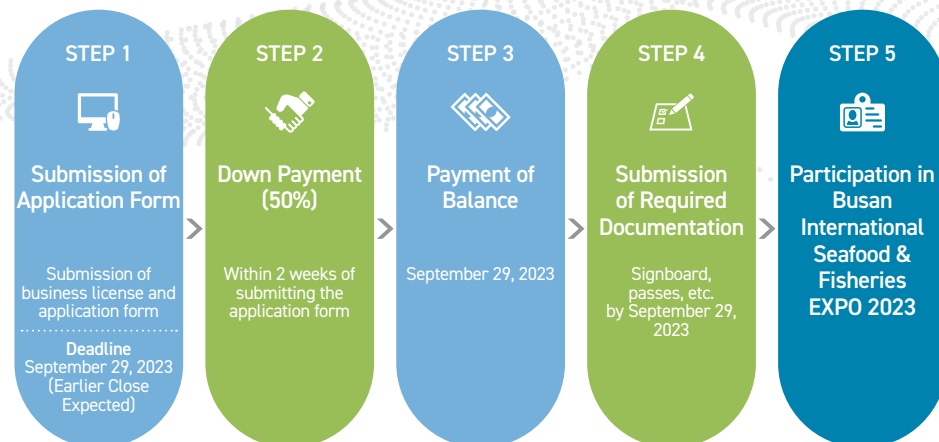 STEP 1
Submission of
Application Form
Submission of
business license and
application form
Deadline
September 29, 2023
(Earlier Close
Expected)
STEP 2
Down Payment
(50%)
Within 2 weeks of
submitting the
application form
STEP 3
Payment of
Balance
September 29, 2023
STEP 4
Submission
of Required
Documentation
Signboard,
passes, etc.
by September 29,
2023
STEP 5
Participation in
Busan
International
Seafood &
Fisheries
EXPO 2023